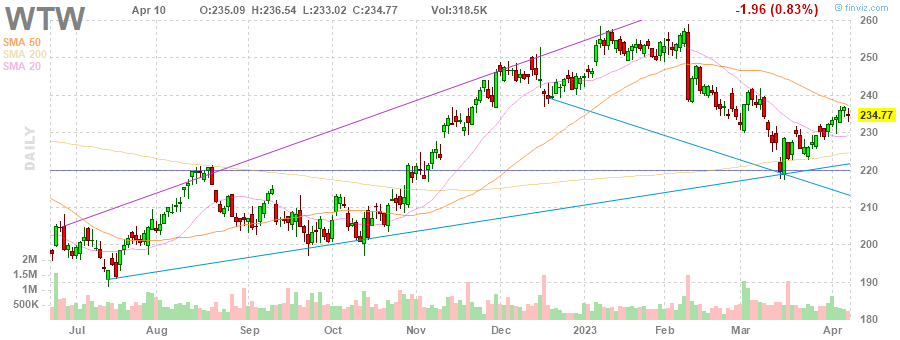 WTW
Apr 10 O:235.09 H:236.54 L:233.02 C:234.77 Vol:318.5K
-1.96 (0.83%)
© finviz.com
SMA 50
SMA 200
SMA 20
DAILY
260
250
240
234.77
230
220
210
200
190
180
2M
1.5M
1M
500K
Jul Aug Sep Oct Nov Dec 2023 Feb Mar Apr